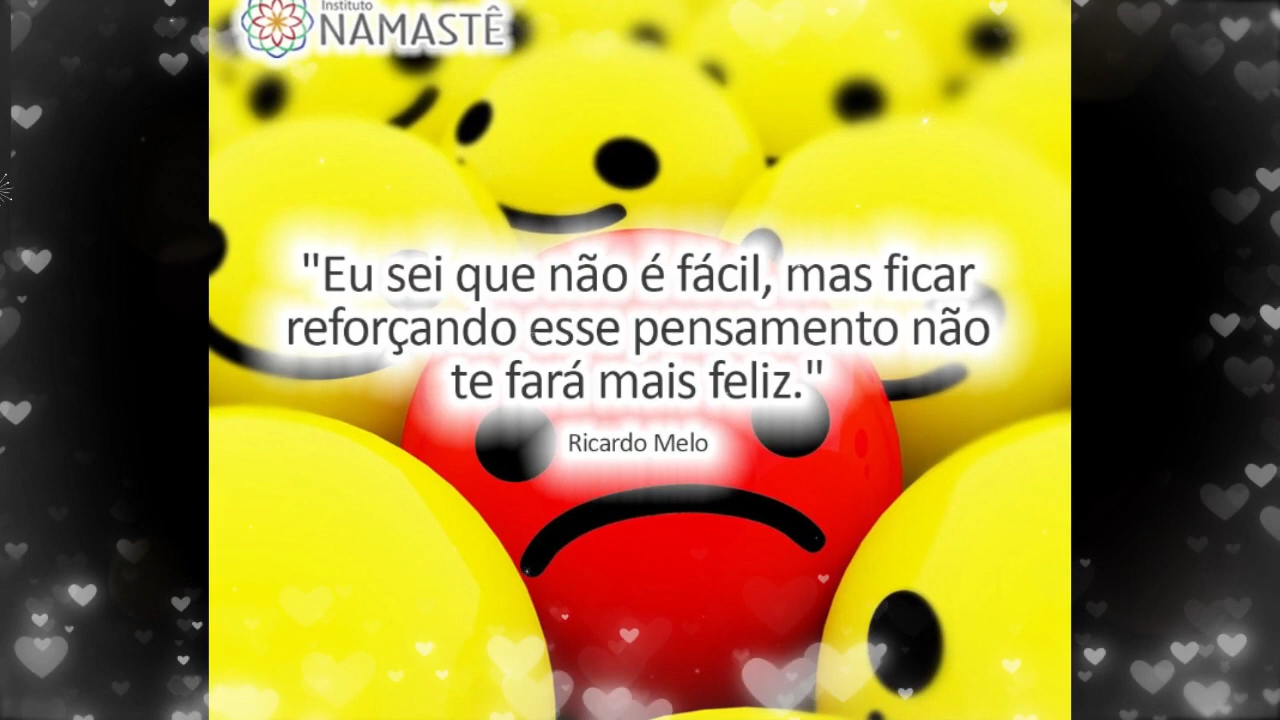 Instituto
NAMASTÊ
"Eu sei que não é fácil, mas ficar
reforçando esse pensamento não
te fará mais feliz."
Ricardo Melo